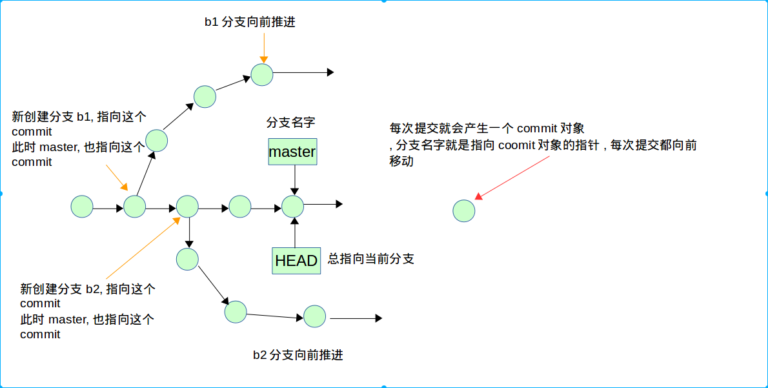 b1 分支向前推进
新创建分支 b1, 指向这个
commit
此时 master, 也指向这个
commit
分支名字
master
每次提交就会产生一个 commit 对象
, 分支名字就是指向 coomit 对象的指针 , 每次提交都向前
移动
HEAD
总指向当前分支
新创建分支 b2, 指向这个
commit
此时 master, 也指向这个
commit
b2 分支向前推进